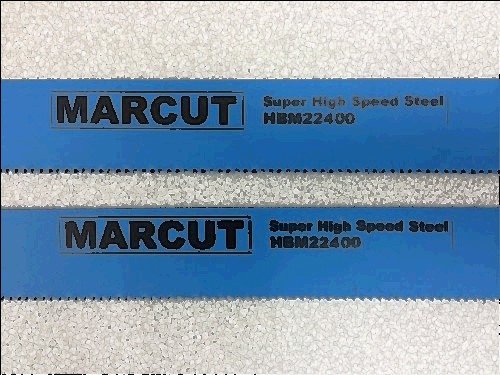 MARCUT
Super High Speed Steel
HBM22400
MARCUT
Super High Speed Steel
HBM22400